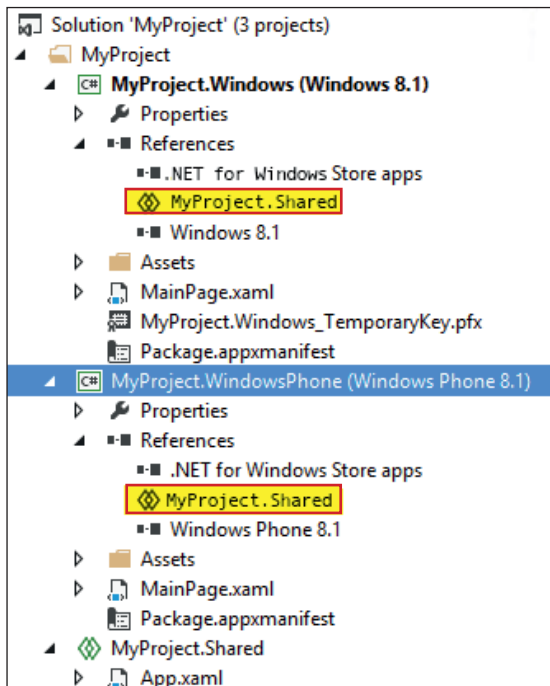 Solution 'MyProject' (3 projects)
MyProject
C# MyProject.Windows (Windows 8.1)
Properties
References
.NET for Windows Store apps
MyProject.Shared
Windows 8.1
Assets
MainPage.xaml
MyProject.Windows_TemporaryKey.pfx
Package.appxmanifest
C# MyProject.WindowsPhone (Windows Phone 8.1)
Properties
References
.NET for Windows Store apps
MyProject.Shared
Windows Phone 8.1
Assets
MainPage.xaml
Package.appxmanifest
MyProject.Shared
App.xaml